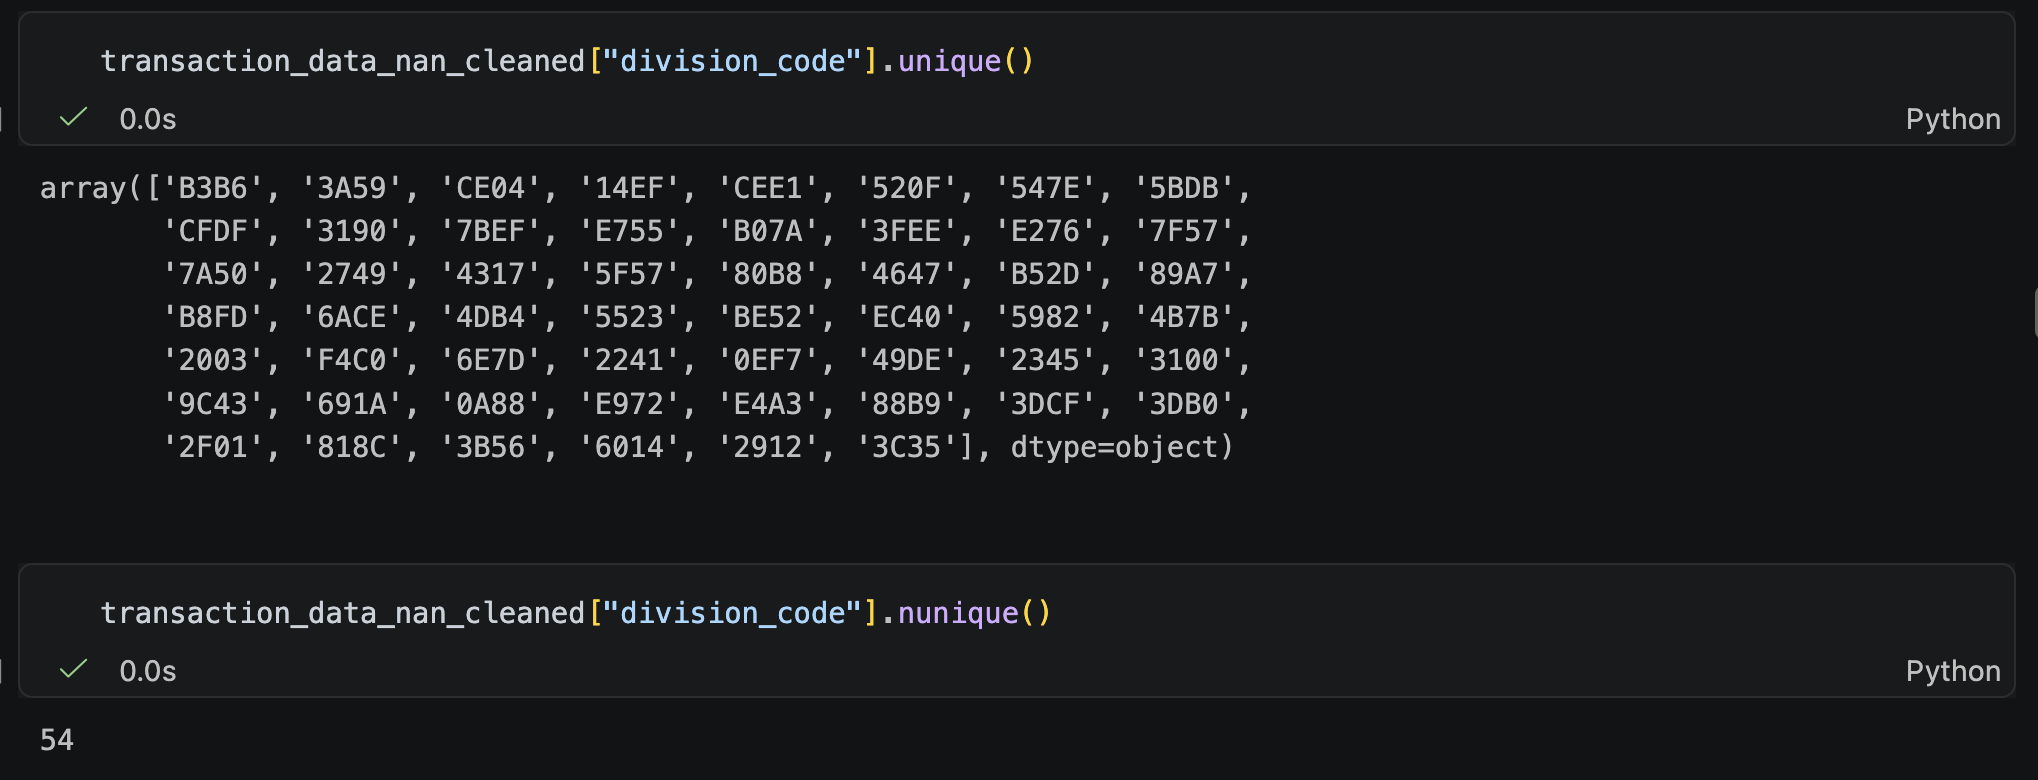 transaction_data_nan_cleaned["division_code"].unique()
0.0s
Python
array(['B3B6', '3A59', 'CE04', '14EF', 'CEE1', '520F', '547E', '5BDB',
'CFDF', '3190', '7BEF', 'E755', 'B07A', '3FEE', 'E276', '7F57',
'7A50', '2749', '4317', '5F57', '80B8', '4647', 'B52D', '89A7',
'B8FD', '6ACE', '4DB4', '5523', 'BE52', 'EC40', '5982', '4B7B',
'2003', 'F4C0', '6E7D', '2241', '0EF7', '49DE', '2345', '3100',
'9C43', '691A', '0A88', 'E972', 'E4A3', '88B9', '3DCF', '3DB0',
'2F01', '818C', '3B56', '6014', '2912', '3C35'], dtype=object)
transaction_data_nan_cleaned["division_code"].nunique()
0.0s
Python
54